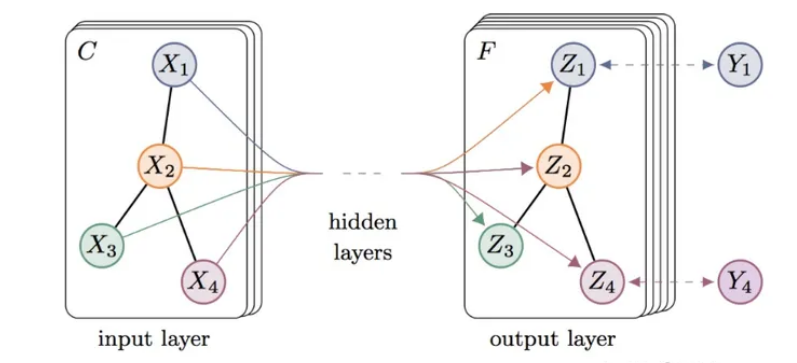 C
X1
X2
X3
X4
input layer
hidden
layers
F
Z1
Z2
Z3
Z4
output layer
Y1
Y4